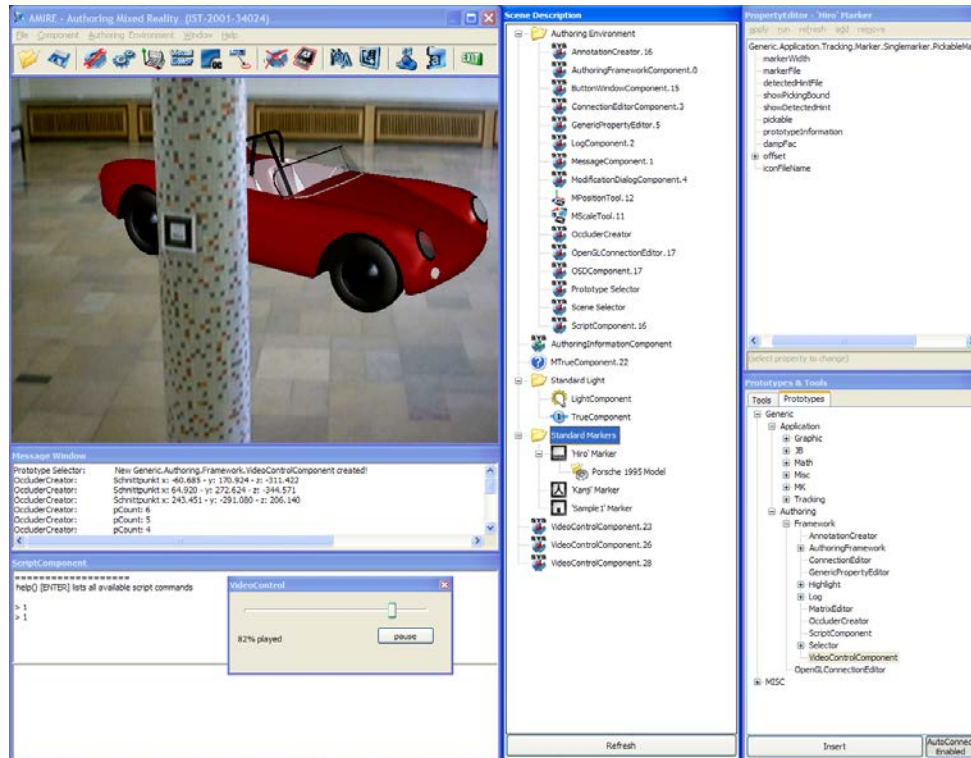 AMIRE - Authoring Mixed Reality (IST-2001-34024)
File Component Authoring Environment Window Help
Message Window
Prototype Selector: New Generic.Authoring.Framework.VideoControlComponent created!
OccluderCreator: Schnittpunkt x: -60.685 - y: 170.924 - z: -311.422
OccluderCreator: Schnittpunkt x: 64.920 - y: 272.624 - z: -344.571
OccluderCreator: Schnittpunkt x: 243.451 - y: -291.080 - z: 206.140
OccluderCreator: pCount: 6
OccluderCreator: pCount: 5
OccluderCreator: pCount: 4
ScriptComponent
====================
help() [ENTER] lists all available script commands
> 1
> 1
VideoControl
82% played
pause
Scene Description
Authoring Environment
AnnotationCreator.16
AuthoringFrameworkComponent.0
ButtonWindowComponent.15
ConnectionEditorComponent.3
GenericPropertyEditor.5
LogComponent.2
MessageComponent.1
ModificationDialogComponent.4
MPositionTool.12
MScaleTool.11
OccluderCreator
OpenGLConnectionEditor.17
OSDComponent.17
Prototype Selector
Scene Selector
ScriptComponent.16
AuthoringInformationComponent
MTrueComponent.22
Standard Light
LightComponent
TrueComponent
Standard Markers
'Hiro' Marker
Porsche 1995 Model
'Kanji' Marker
'Sample1' Marker
VideoControlComponent.23
VideoControlComponent.26
VideoControlComponent.28
Refresh
PropertyEditor - 'Hiro' Marker
apply run refresh add remove
Generic.Application.Tracking.Marker.Singlemarker.PickableMa
markerWidth
markerFile
detectedHintFile
showPickingBound
showDetectedHint
pickable
prototypeInformation
dampFac
offset
iconFileName
(select property to change)
Prototypes & Tools
Tools Prototypes
Generic
Application
Graphic
JB
Math
Misc
MK
Tracking
Authoring
Framework
AnnotationCreator
AuthoringFramework
ConnectionEditor
GenericPropertyEditor
Highlight
Log
MatrixEditor
OccluderCreator
ScriptComponent
Selector
VideoControlComponent
OpenGLConnectionEditor
MISC
Insert
AutoConnec
Enabled